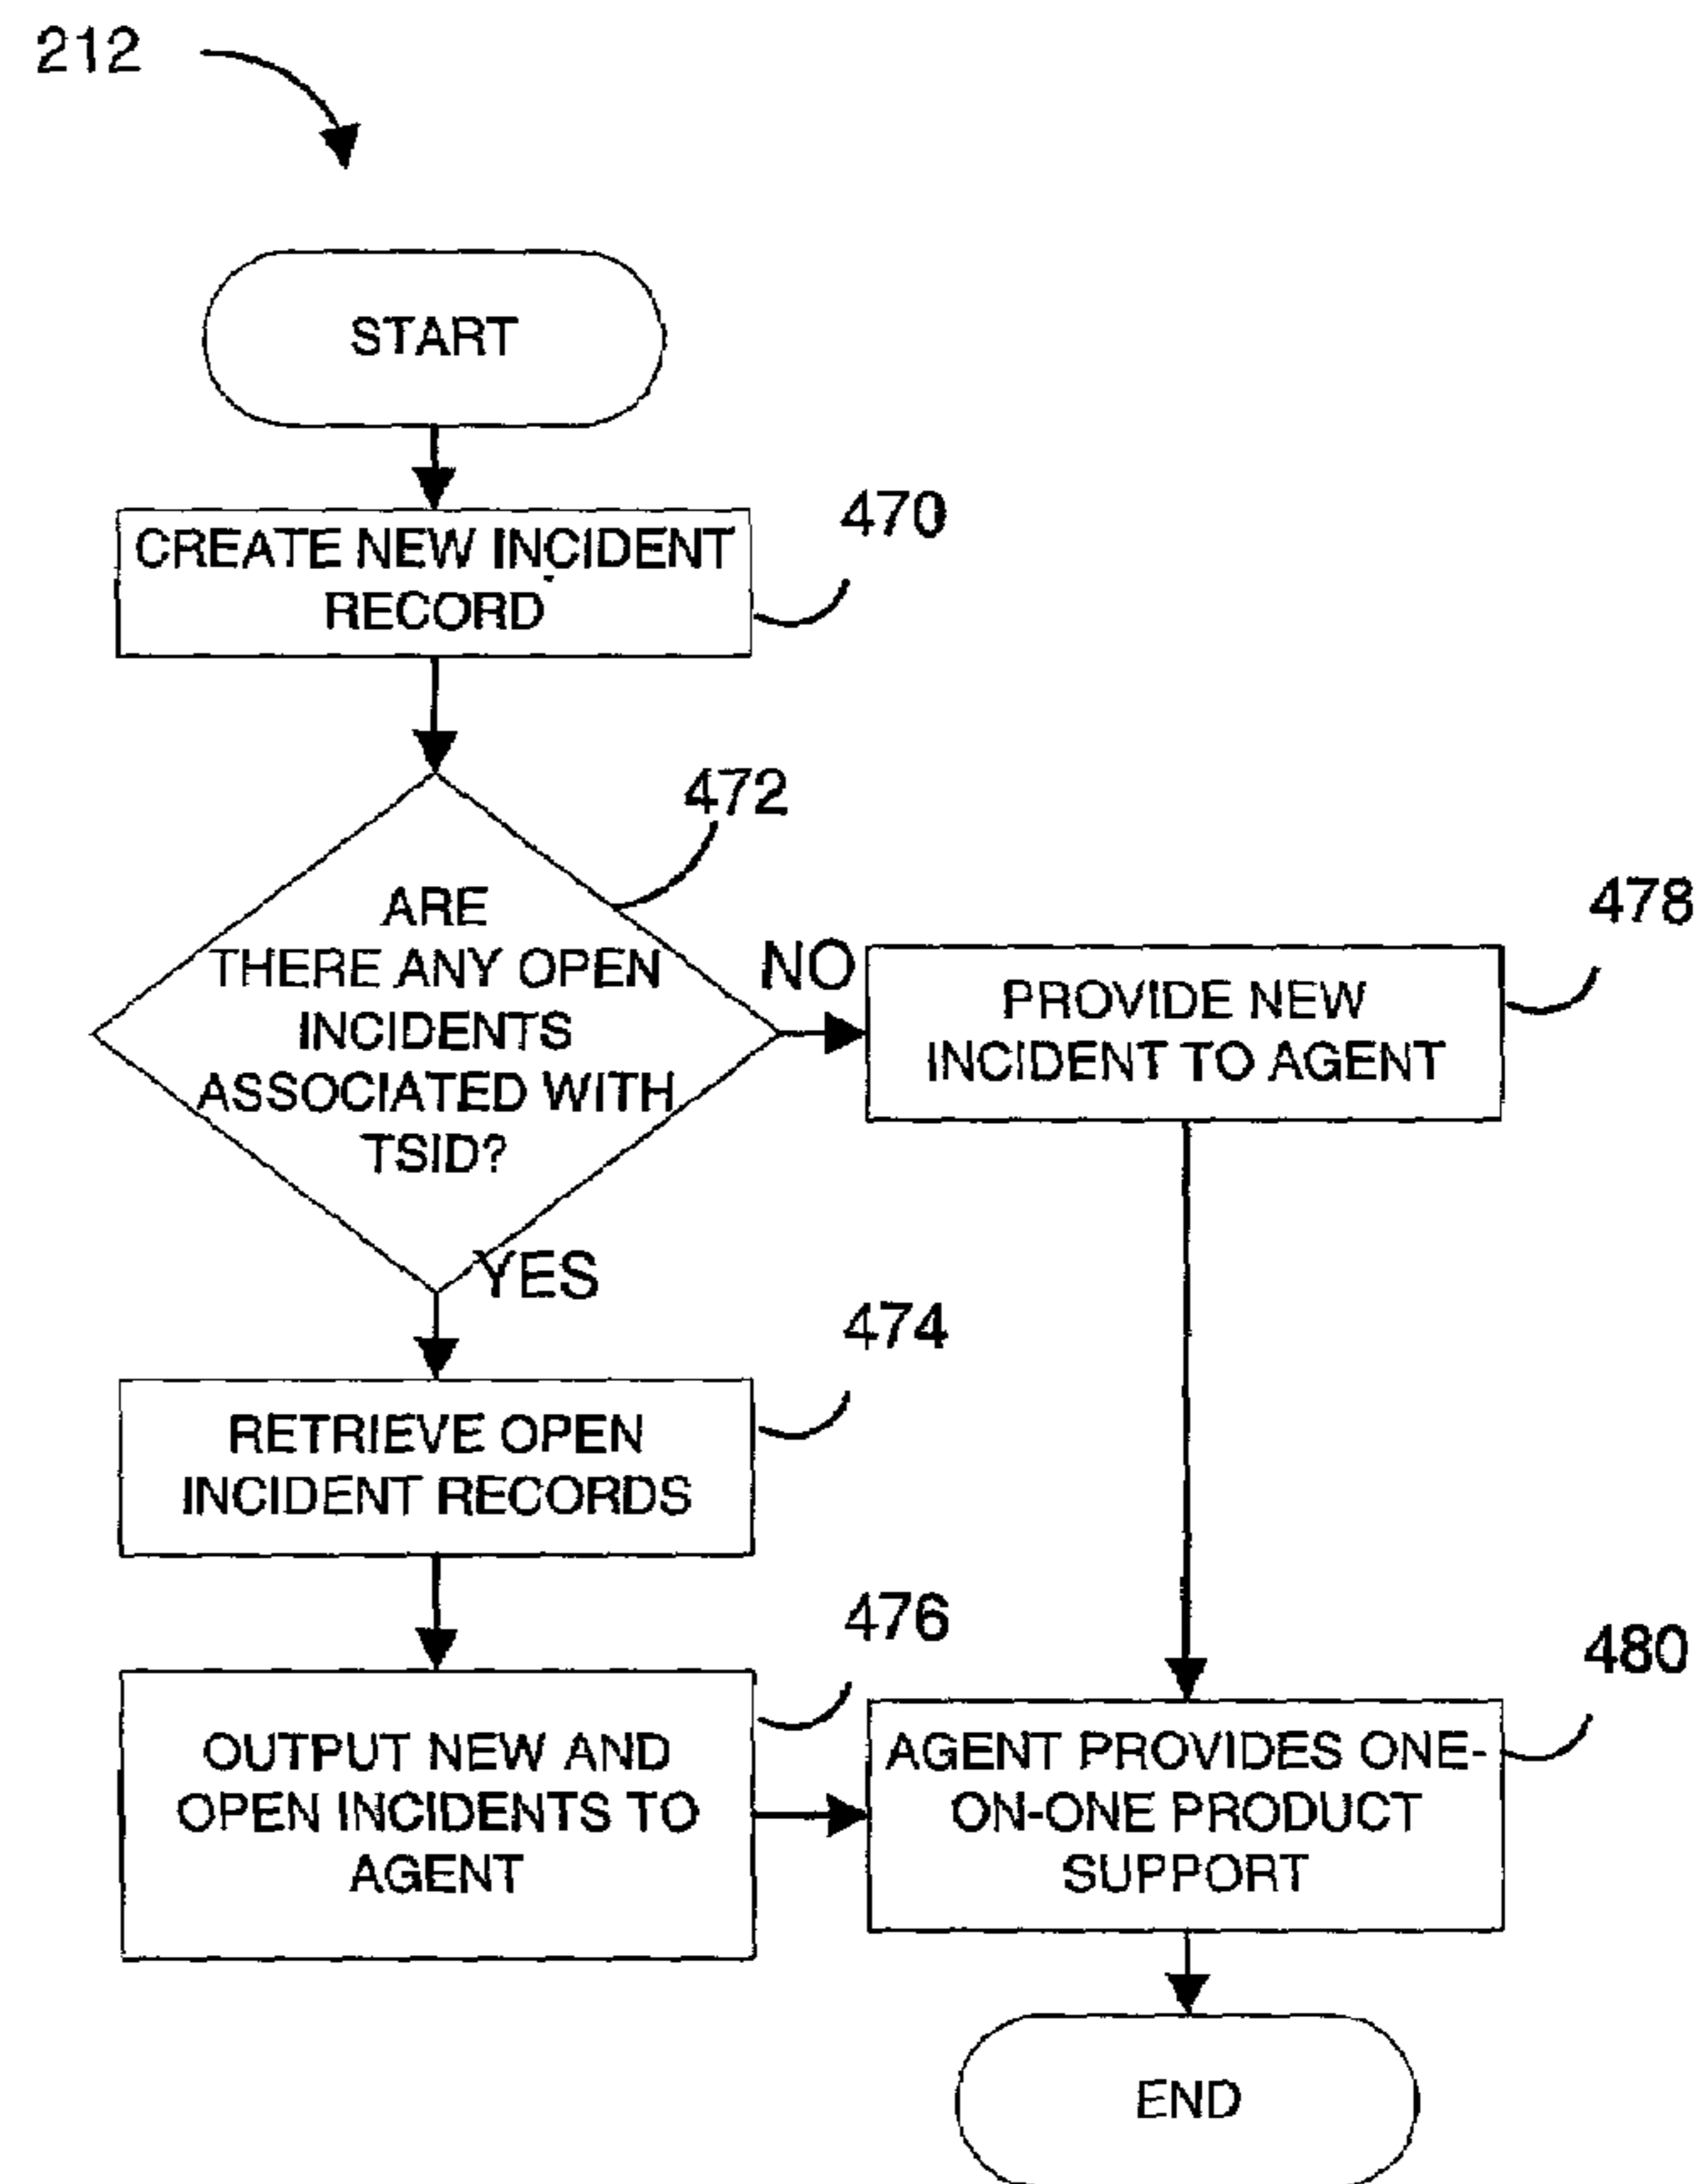 212
START
470
CREATE NEW INCIDENT
RECORD
472
ARE
THERE ANY OPEN
INCIDENTS
ASSOCIATED WITH
TSID?
NO
478
PROVIDE NEW
INCIDENT TO AGENT
YES
474
RETRIEVE OPEN
INCIDENT RECORDS
476
OUTPUT NEW AND
OPEN INCIDENTS TO
AGENT
480
AGENT PROVIDES ONE-
ON-ONE PRODUCT
SUPPORT
END